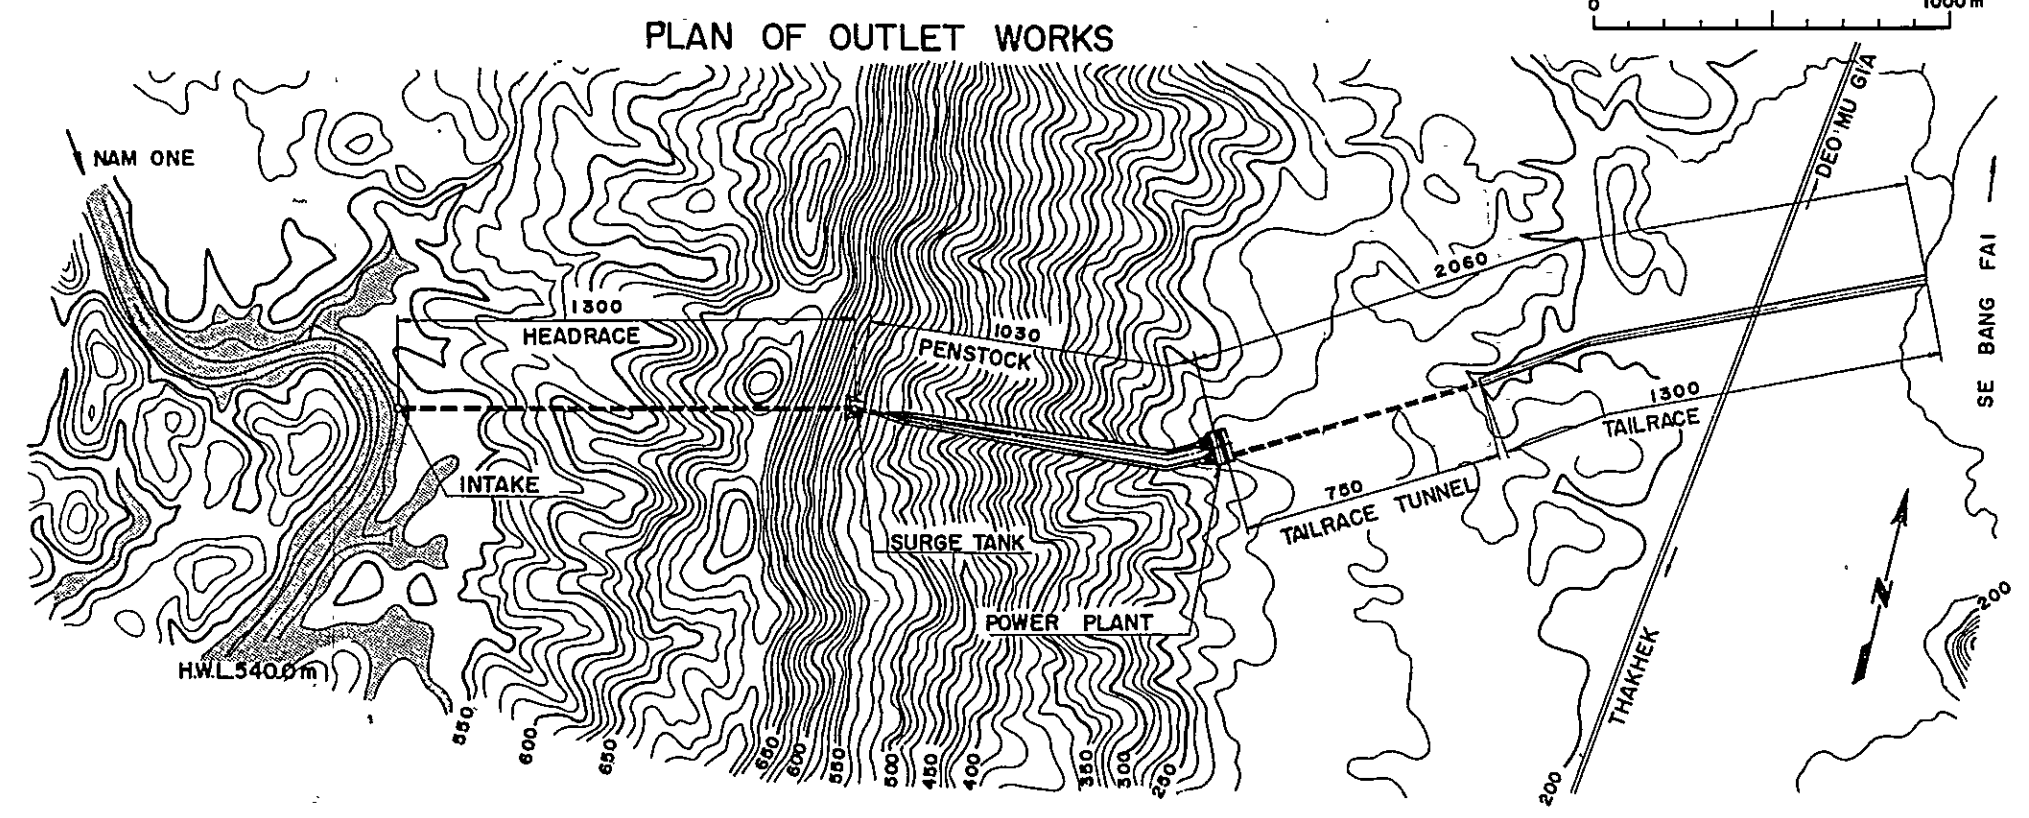 PLAN OF OUTLET WORKS
0 1000m
NAM ONE
DEO MU GIA
SE BANG FAI
2060
1300
HEADRACE
1030
PENSTOCK
1300
TAILRACE
INTAKE
750
TAILRACE TUNNEL
SURGE TANK
POWER PLANT
N
200
H.W.L.540.0m
THAKHEK
550
600
650
650
600
550
500
450
400
350
300
250
200